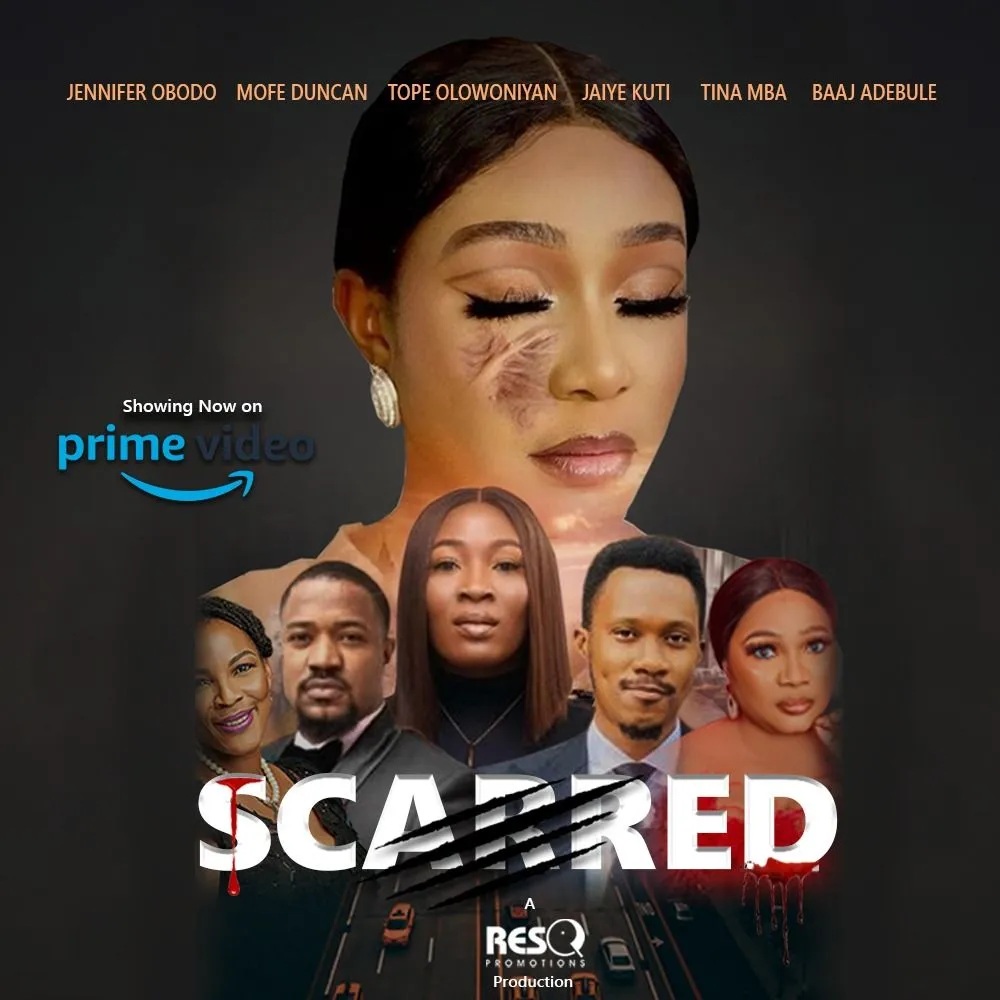 JENNIFER OBODO MOFE DUNCAN TOPE OLOWONIYAN JAIYE KUTI TINA MBA BAAJ ADEBULE
Showing Now on
prime video
SCARRED
A
RESQ
PROMOTIONS
Production